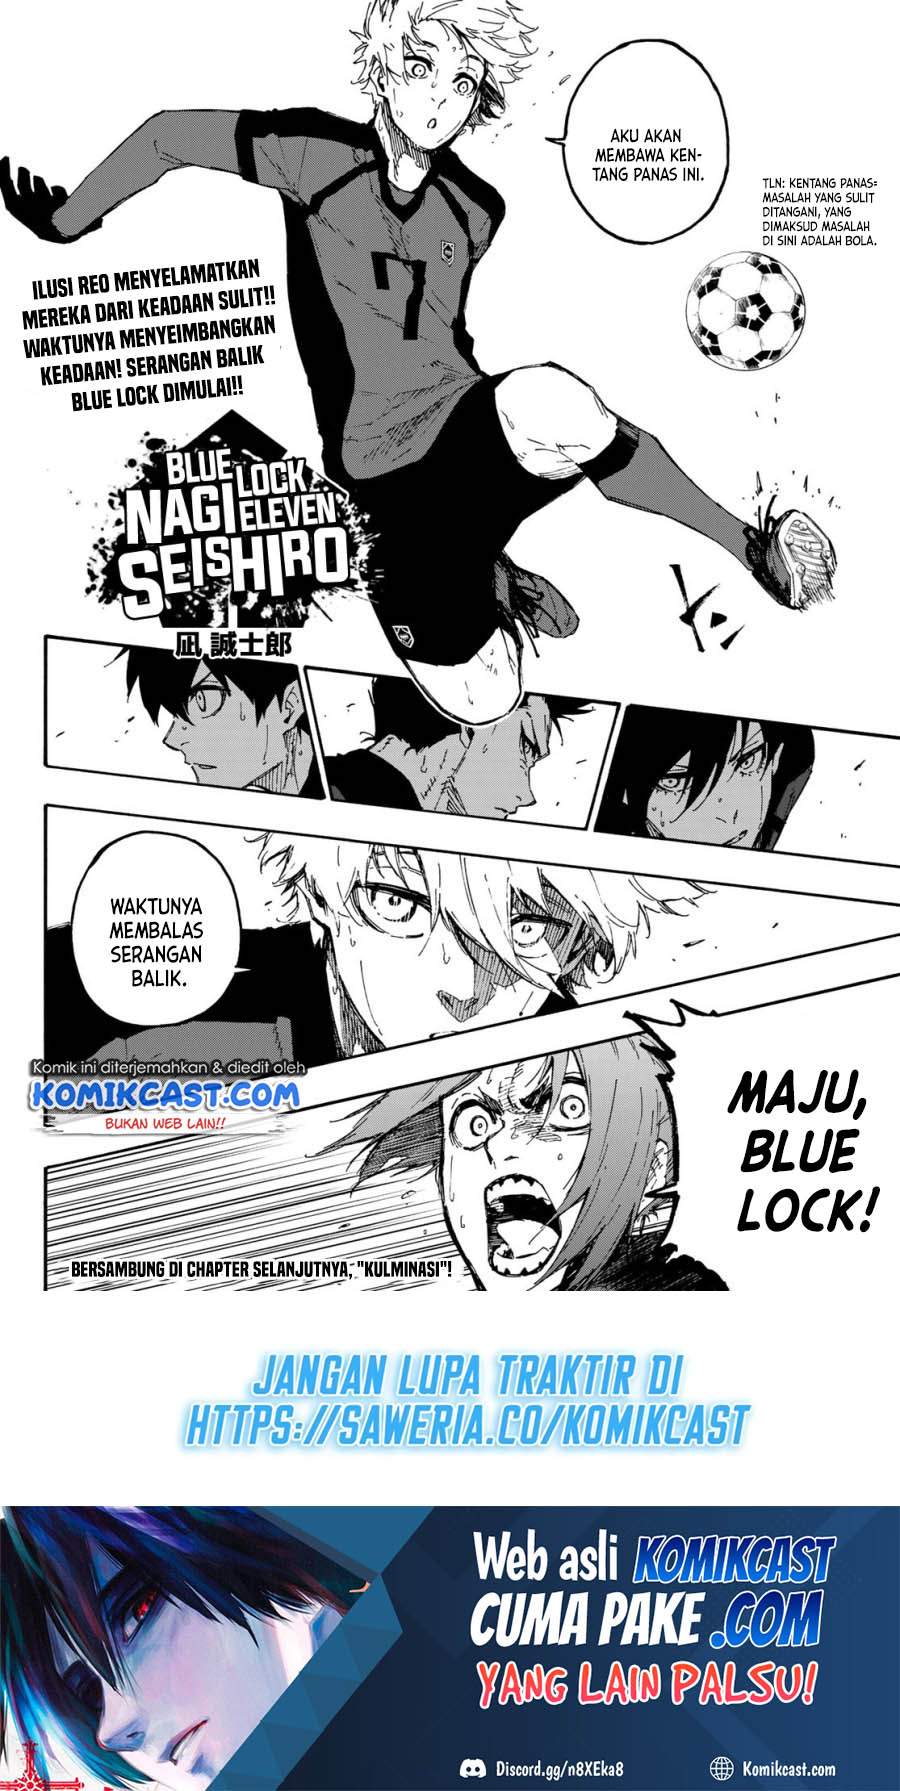 AKU AKAN
MEMBAWA KEN-
TANG PANAS INI.
TLN: KENTANG PANAS=
MASALAH YANG SULIT
DITANGANI, YANG
DIMAKSUD MASALAH
DI SINI ADALAH BOLA.
ILUSI REO MENYELAMATKAN
MEREKA DARI KEADAAN SULIT!!
WAKTUNYA MENYEIMBANGKAN
KEADAAN! SERANGAN BALIK
BLUE LOCK DIMULAI!!
BLUE LOCK
NAGI ELEVEN
SEISHIRO
凪 誠士郎
WAKTUNYA
MEMBALAS
SERANGAN
BALIK.
Komik ini diterjemahkan & diedit oleh
KOMIKCAST.COM
BUKAN WEB LAIN!!
MAJU,
BLUE
LOCK!
BERSAMBUNG DI CHAPTER SELANJUTNYA, "KULMINASI"!
JANGAN LUPA TRAKTIR DI
HTTPS://SAWERIA.CO/KOMIKCAST
Web asli KOMIKCAST
CUMA PAKE .COM
YANG LAIN PALSU!
Discord.gg/n8XEka8
Komikcast.com